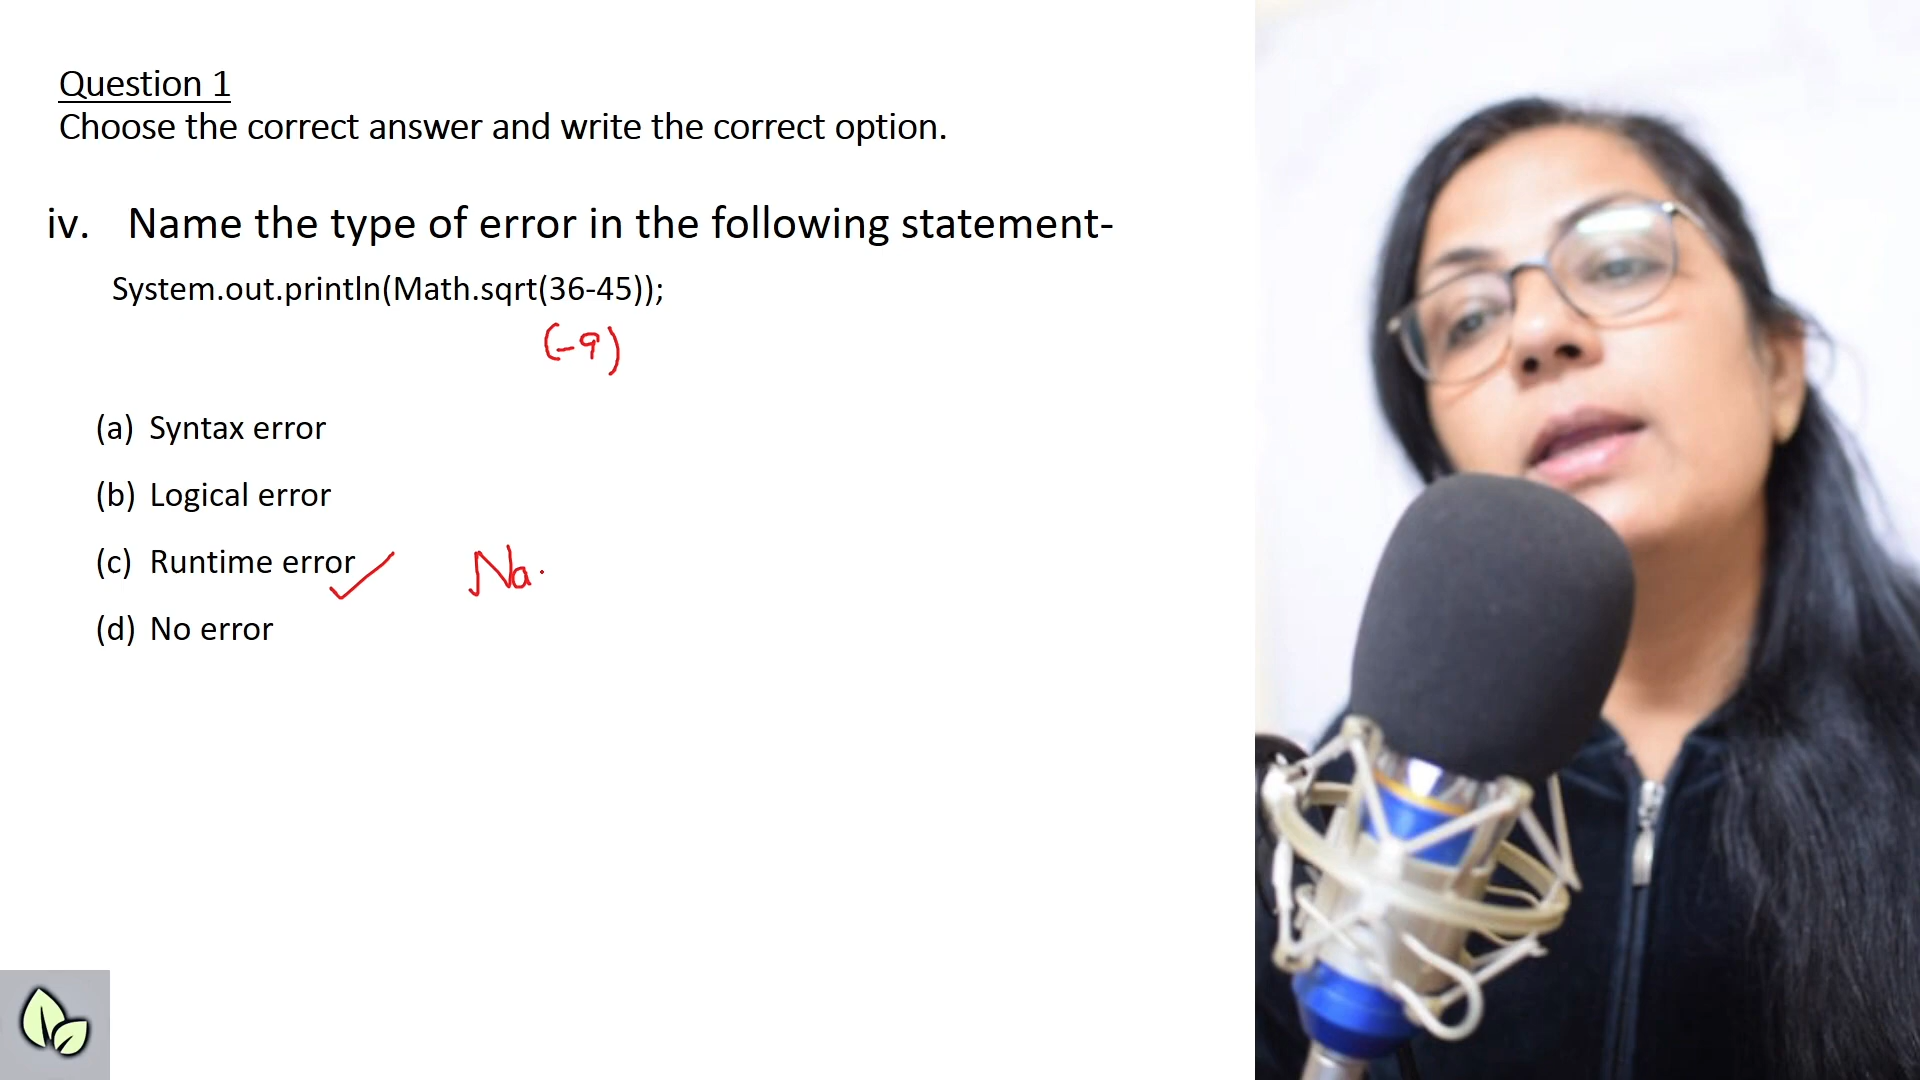 Question 1
Choose the correct answer and write the correct option.
iv. Name the type of error in the following statement-
System.out.println(Math.sqrt(36-45));
(-9)
(a) Syntax error
(b) Logical error
(c) Runtime error Na
(d) No error